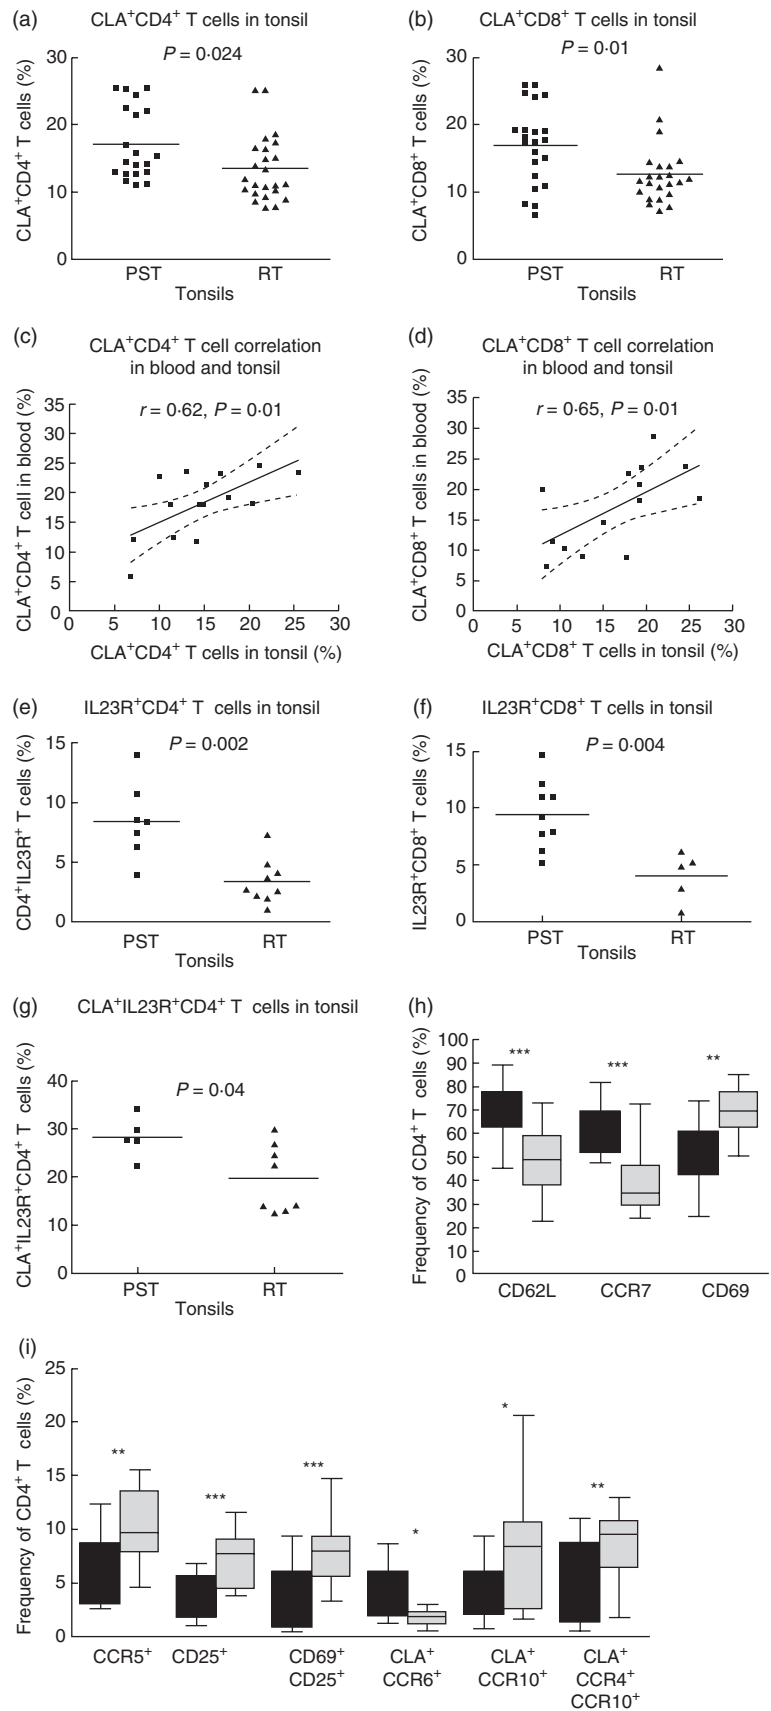 (a) CLA⁺CD4⁺ T cells in tonsil
P = 0·024
CLA⁺CD4⁺ T cells (%)
30
20
10
0
PST RT
Tonsils
(b) CLA⁺CD8⁺ T cells in tonsil
P = 0·01
CLA⁺CD8⁺ T cells (%)
30
20
10
0
PST RT
Tonsils
(c) CLA⁺CD4⁺ T cell correlation
in blood and tonsil
r = 0·62, P = 0·01
CLA⁺CD4⁺ T cell in blood (%)
35
30
25
20
15
10
5
0
0 5 10 15 20 25 30
CLA⁺CD4⁺ T cells in tonsil (%)
(d) CLA⁺CD8⁺ T cell correlation
in blood and tonsil
r = 0·65, P = 0·01
CLA⁺CD8⁺ T cells in blood (%)
35
30
25
20
15
10
5
0
0 5 10 15 20 25 30
CLA⁺CD8⁺ T cells in tonsil (%)
(e) IL23R⁺CD4⁺ T cells in tonsil
P = 0·002
CD4⁺IL23R⁺ T cells (%)
15
10
5
0
PST RT
Tonsils
(f) IL23R⁺CD8⁺ T cells in tonsil
P = 0·004
IL23R⁺CD8⁺ T cells (%)
15
10
5
0
PST RT
Tonsils
(g) CLA⁺IL23R⁺CD4⁺ T cells in tonsil
P = 0·04
CLA⁺IL23R⁺CD4⁺ T cells (%)
40
30
20
10
0
PST RT
Tonsils
(h)
Frequency of CD4⁺ T cells (%)
100
90
80
70
60
50
40
30
20
10
0
*** *** **
CD62L CCR7 CD69
(i)
Frequency of CD4⁺ T cells (%)
25
20
15
10
5
0
** *** *** * * **
CCR5⁺ CD25⁺ CD69⁺ CLA⁺ CLA⁺ CLA⁺
CD25⁺ CCR6⁺ CCR10⁺ CCR4⁺
CCR10⁺